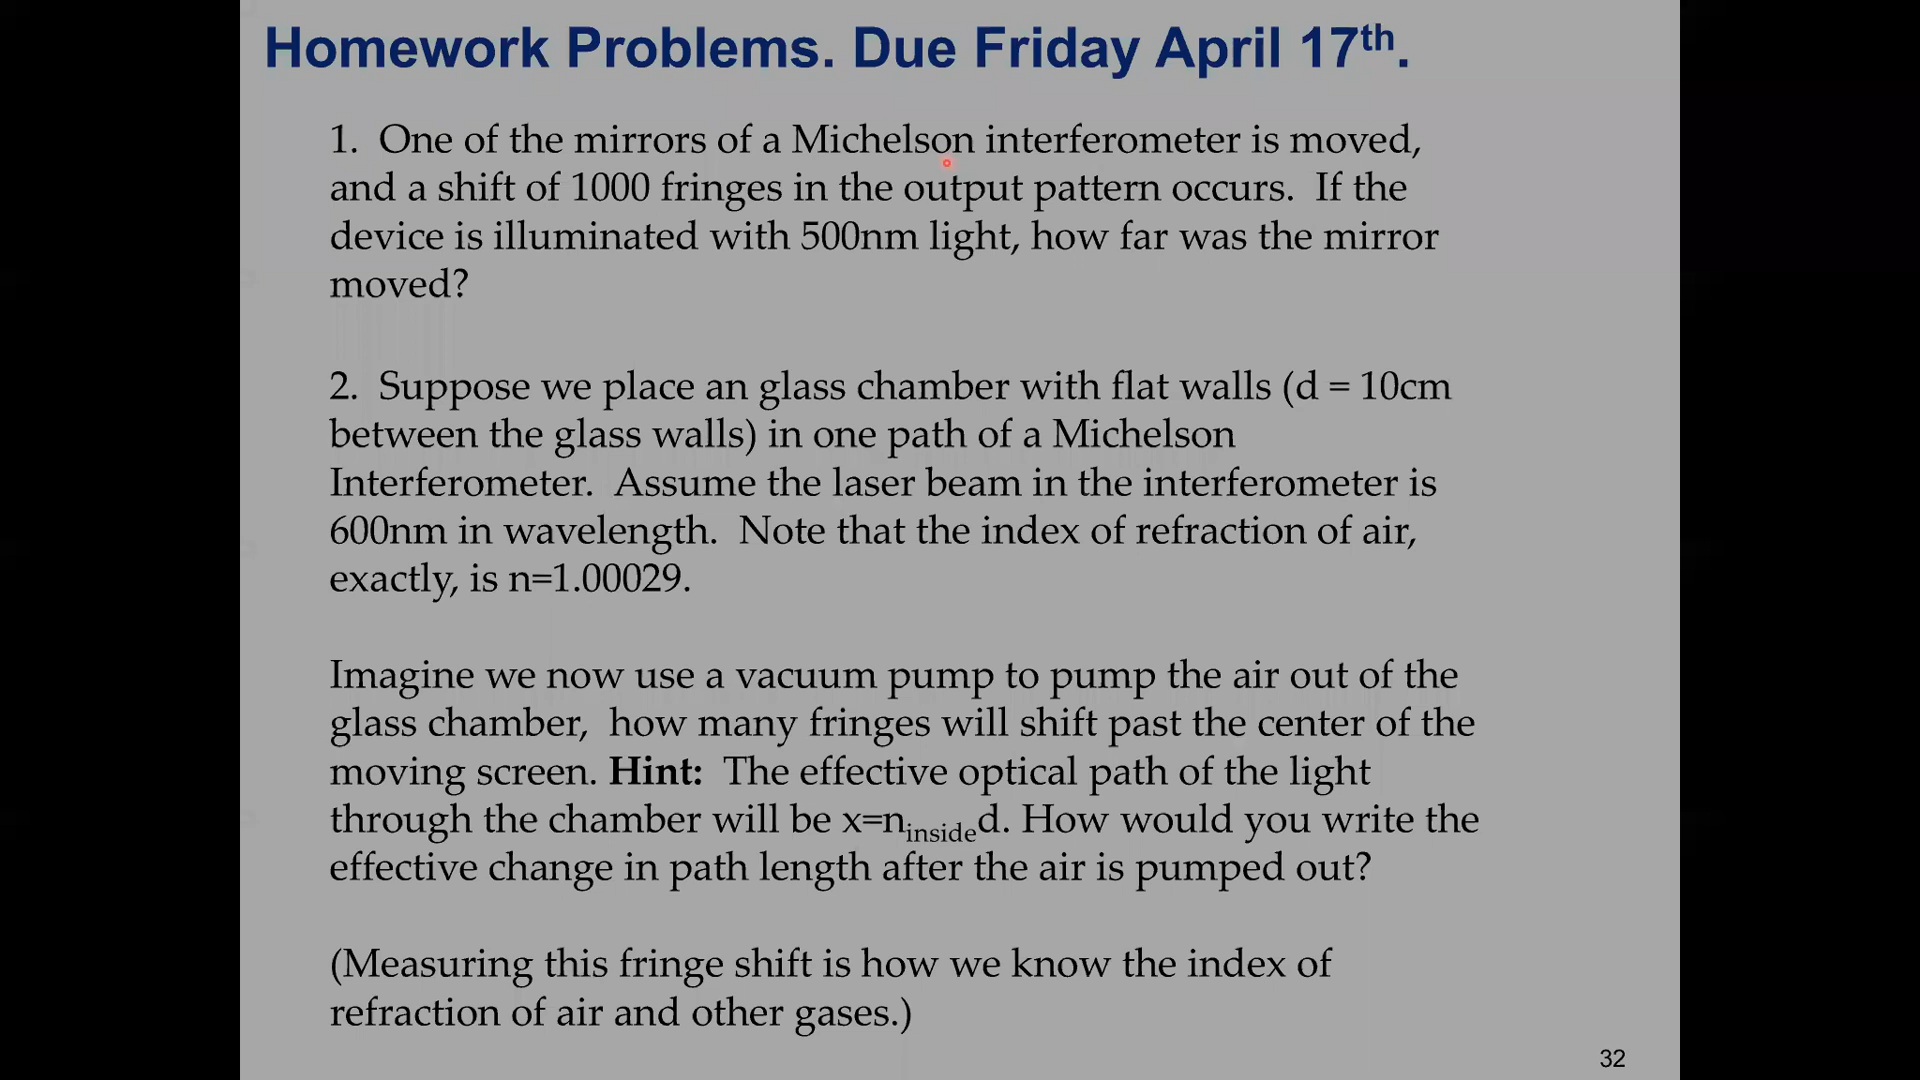 Homework Problems. Due Friday April 17th.
1. One of the mirrors of a Michelson interferometer is moved,
and a shift of 1000 fringes in the output pattern occurs. If the
device is illuminated with 500nm light, how far was the mirror
moved?
2. Suppose we place an glass chamber with flat walls (d = 10cm
between the glass walls) in one path of a Michelson
Interferometer. Assume the laser beam in the interferometer is
600nm in wavelength. Note that the index of refraction of air,
exactly, is n=1.00029.
Imagine we now use a vacuum pump to pump the air out of the
glass chamber, how many fringes will shift past the center of the
moving screen. Hint: The effective optical path of the light
through the chamber will be x=ninsided. How would you write the
effective change in path length after the air is pumped out?
(Measuring this fringe shift is how we know the index of
refraction of air and other gases.)
32